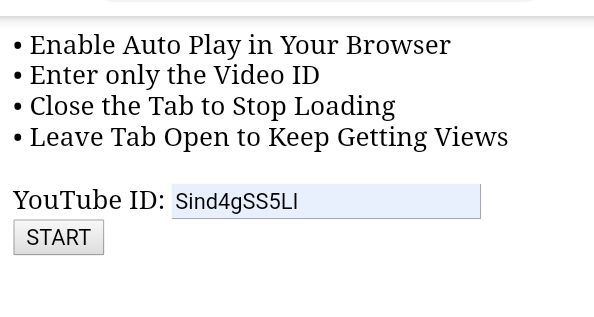 • Enable Auto Play in Your Browser
• Enter only the Video ID
• Close the Tab to Stop Loading
• Leave Tab Open to Keep Getting Views
YouTube ID: Sind4gSS5LI
START